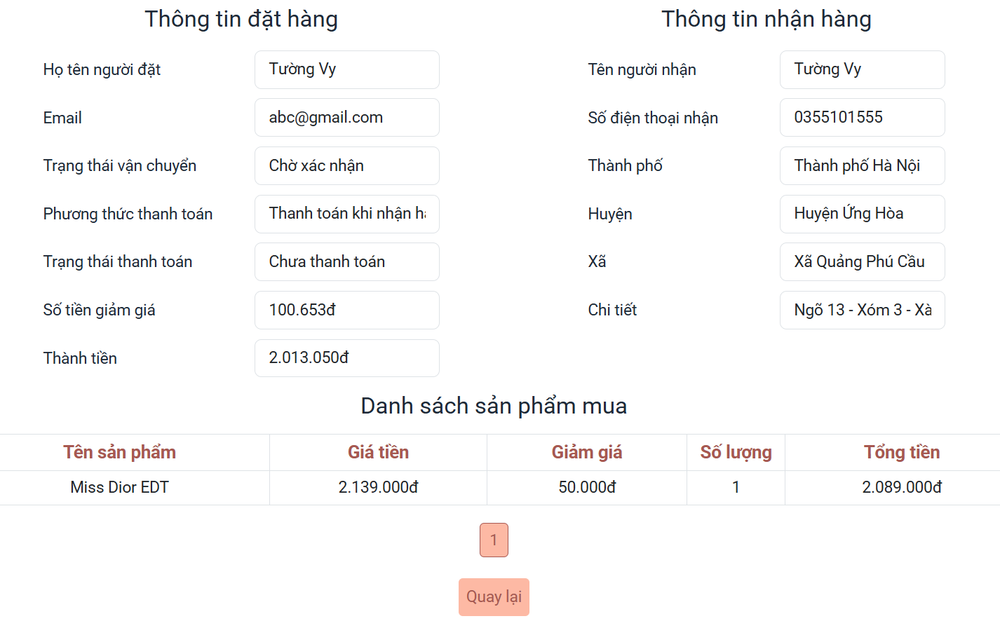 Thông tin đặt hàng
Họ tên người đặt Tường Vy
Email abc@gmail.com
Trạng thái vận chuyển Chờ xác nhận
Phương thức thanh toán Thanh toán khi nhận
Trạng thái thanh toán Chưa thanh toán
Số tiền giảm giá 100.653đ
Thành tiền 2.013.050đ
Thông tin nhận hàng
Tên người nhận Tường Vy
Số điện thoại nhận 0355101555
Thành phố Thành phố Hà Nội
Huyện Huyện Ứng Hòa
Xã Xã Quảng Phú Cầu
Chi tiết Ngõ 13 - Xóm 3 - Xà
Danh sách sản phẩm mua
Tên sản phẩm Giá tiền Giảm giá Số lượng Tổng tiền
Miss Dior EDT 2.139.000đ 50.000đ 1 2.089.000đ
1
Quay lại